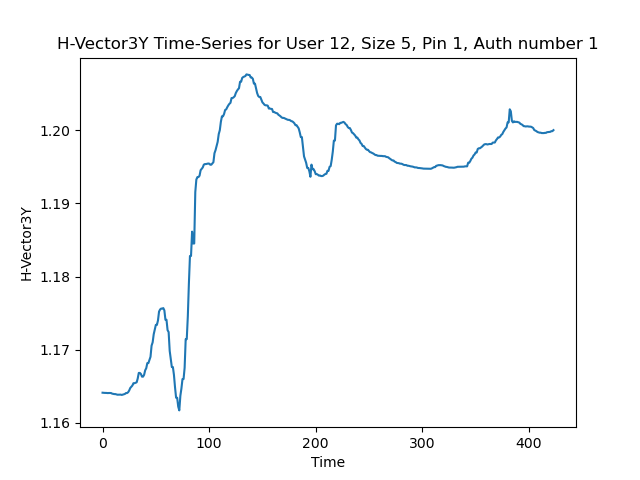 H-Vector3Y Time-Series for User 12, Size 5, Pin 1, Auth number 1
H-Vector3Y
1.20
1.19
1.18
1.17
1.16
0 100 200 300 400
Time